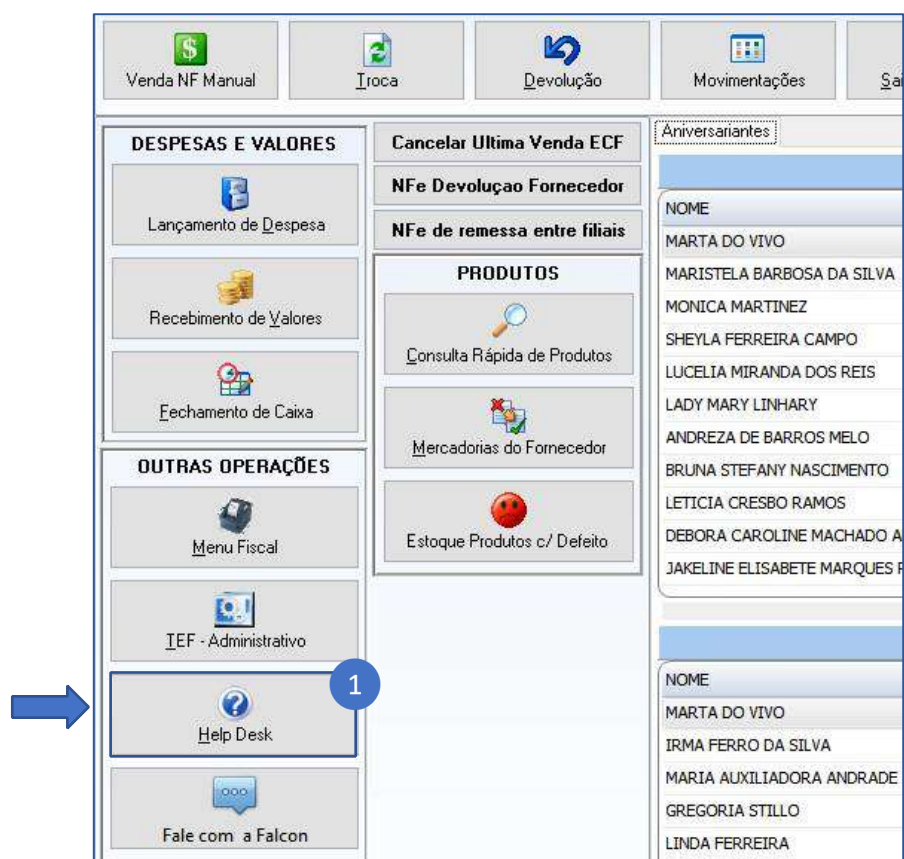 Venda NF Manual
Troca
Devolução
Movimentações
DESPESAS E VALORES
Lançamento de Despesa
Recebimento de Valores
Fechamento de Caixa
OUTRAS OPERAÇÕES
Menu Fiscal
TEF - Administrativo
1
Help Desk
Fale com a Falcon
Cancelar Ultima Venda ECF
NFe Devoluçao Fornecedor
NFe de remessa entre filiais
PRODUTOS
Consulta Rápida de Produtos
Mercadorias do Fornecedor
Estoque Produtos c/ Defeito
Aniversariantes
NOME
MARTA DO VIVO
MARISTELA BARBOSA DA SILVA
MONICA MARTINEZ
SHEYLA FERREIRA CAMPO
LUCELIA MIRANDA DOS REIS
LADY MARY LINHARY
ANDREZA DE BARROS MELO
BRUNA STEFANY NASCIMENTO
LETICIA CRESBO RAMOS
DEBORA CAROLINE MACHADO
JAKELINE ELISABETE MARQUES
NOME
MARTA DO VIVO
IRMA FERRO DA SILVA
MARIA AUXILIADORA ANDRADE
GREGORIA STILLO
LINDA FERREIRA